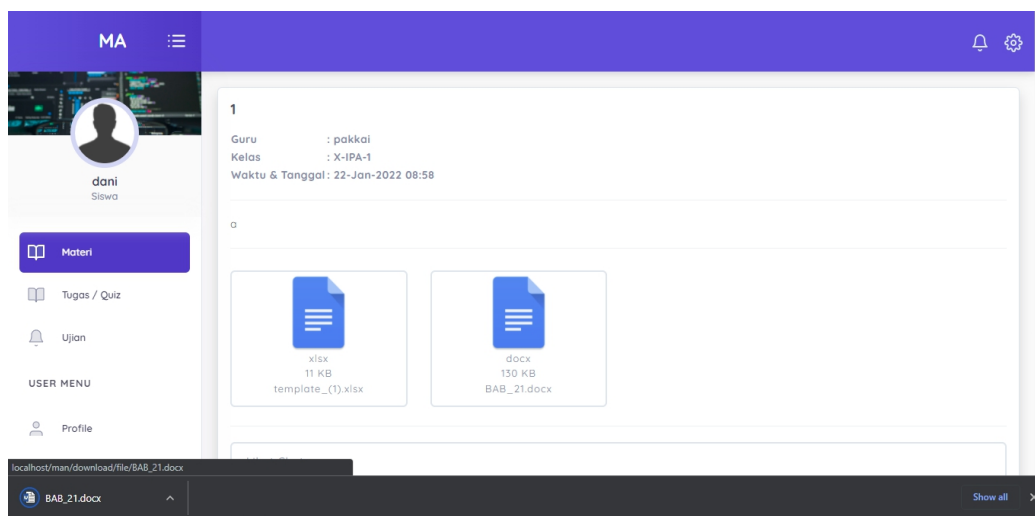 MA
dani
Siswa
Materi
Tugas / Quiz
Ujian
USER MENU
Profile
1
Guru : pakkai
Kelas : X-IPA-1
Waktu & Tanggal : 22-Jan-2022 08:58
a
xlsx
11 KB
template_(1).xlsx
docx
130 KB
BAB_21.docx
localhost/man/download/file/BAB_21.docx
BAB_21.docx
Show all